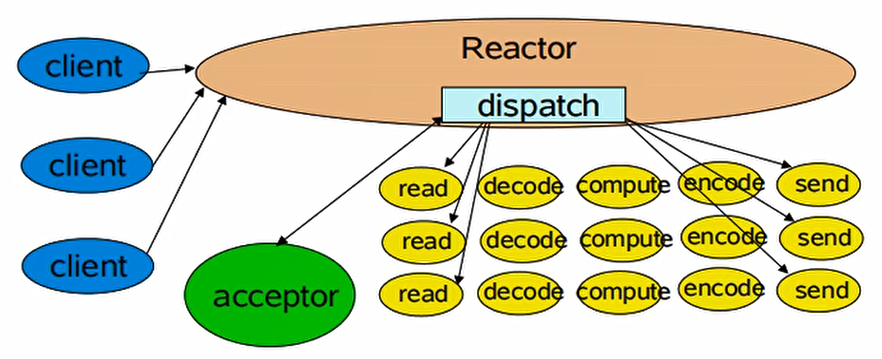 Reactor
client
dispatch
client
read decode compute encode send
read decode compute encode send
client
acceptor
read decode compute encode send